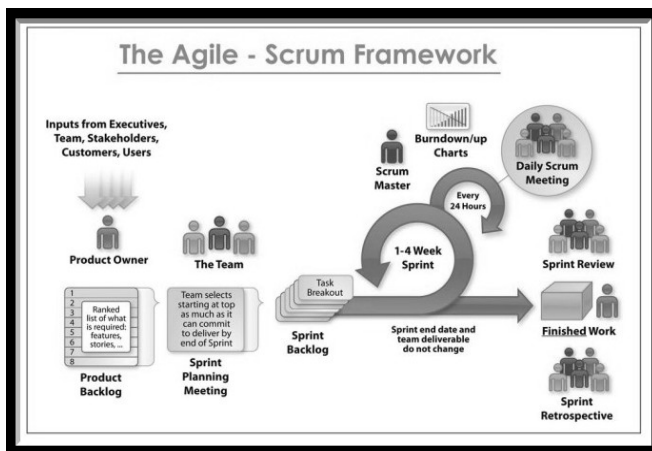 The Agile - Scrum Framework
Inputs from Executives,
Team, Stakeholders,
Customers, Users
Product Owner
The Team
1
2
3
4
5
6
7
8
Ranked
list of what
is required:
features,
stories, ...
Product
Backlog
Team selects
starting at top
as much as it
can commit
to deliver by
end of Sprint
Sprint
Planning
Meeting
Task
Breakout
Sprint
Backlog
Scrum
Master
Burndown/up
Charts
Every
24 Hours
1-4 Week
Sprint
Daily Scrum
Meeting
Sprint end date and
team deliverable
do not change
Sprint Review
Finished Work
Sprint
Retrospective